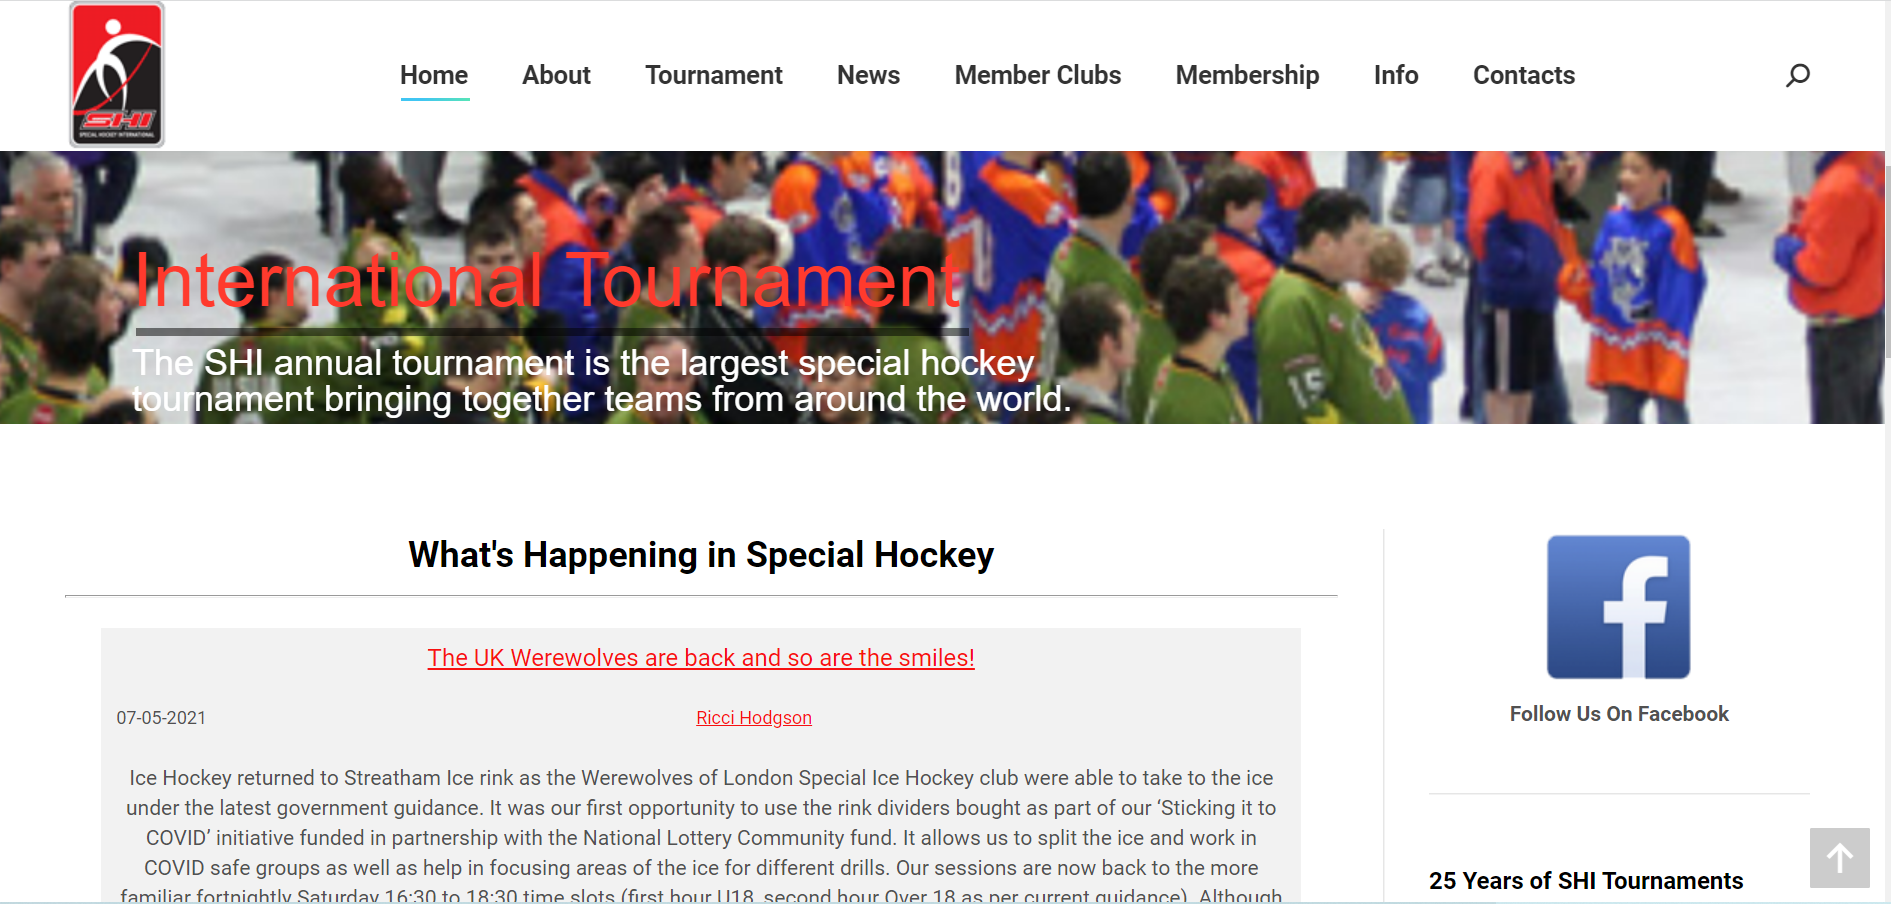 SHI
SPECIAL HOCKEY INTERNATIONAL
Home
About
Tournament
News
Member Clubs
Membership
Info
Contacts
International Tournament
The SHI annual tournament is the largest special hockey
tournament bringing together teams from around the world.
15
What's Happening in Special Hockey
The UK Werewolves are back and so are the smiles!
07-05-2021
Ricci Hodgson
Ice Hockey returned to Streatham Ice rink as the Werewolves of London Special Ice Hockey club were able to take to the ice
under the latest government guidance. It was our first opportunity to use the rink dividers bought as part of our ‘Sticking it to
COVID’ initiative funded in partnership with the National Lottery Community fund. It allows us to split the ice and work in
COVID safe groups as well as help in focusing areas of the ice for different drills. Our sessions are now back to the more
familiar fortnightly Saturday 16:30 to 18:30 time slots (first hour U18, second hour Over 18 as per current guidance). Although
f
Follow Us On Facebook
25 Years of SHI Tournaments